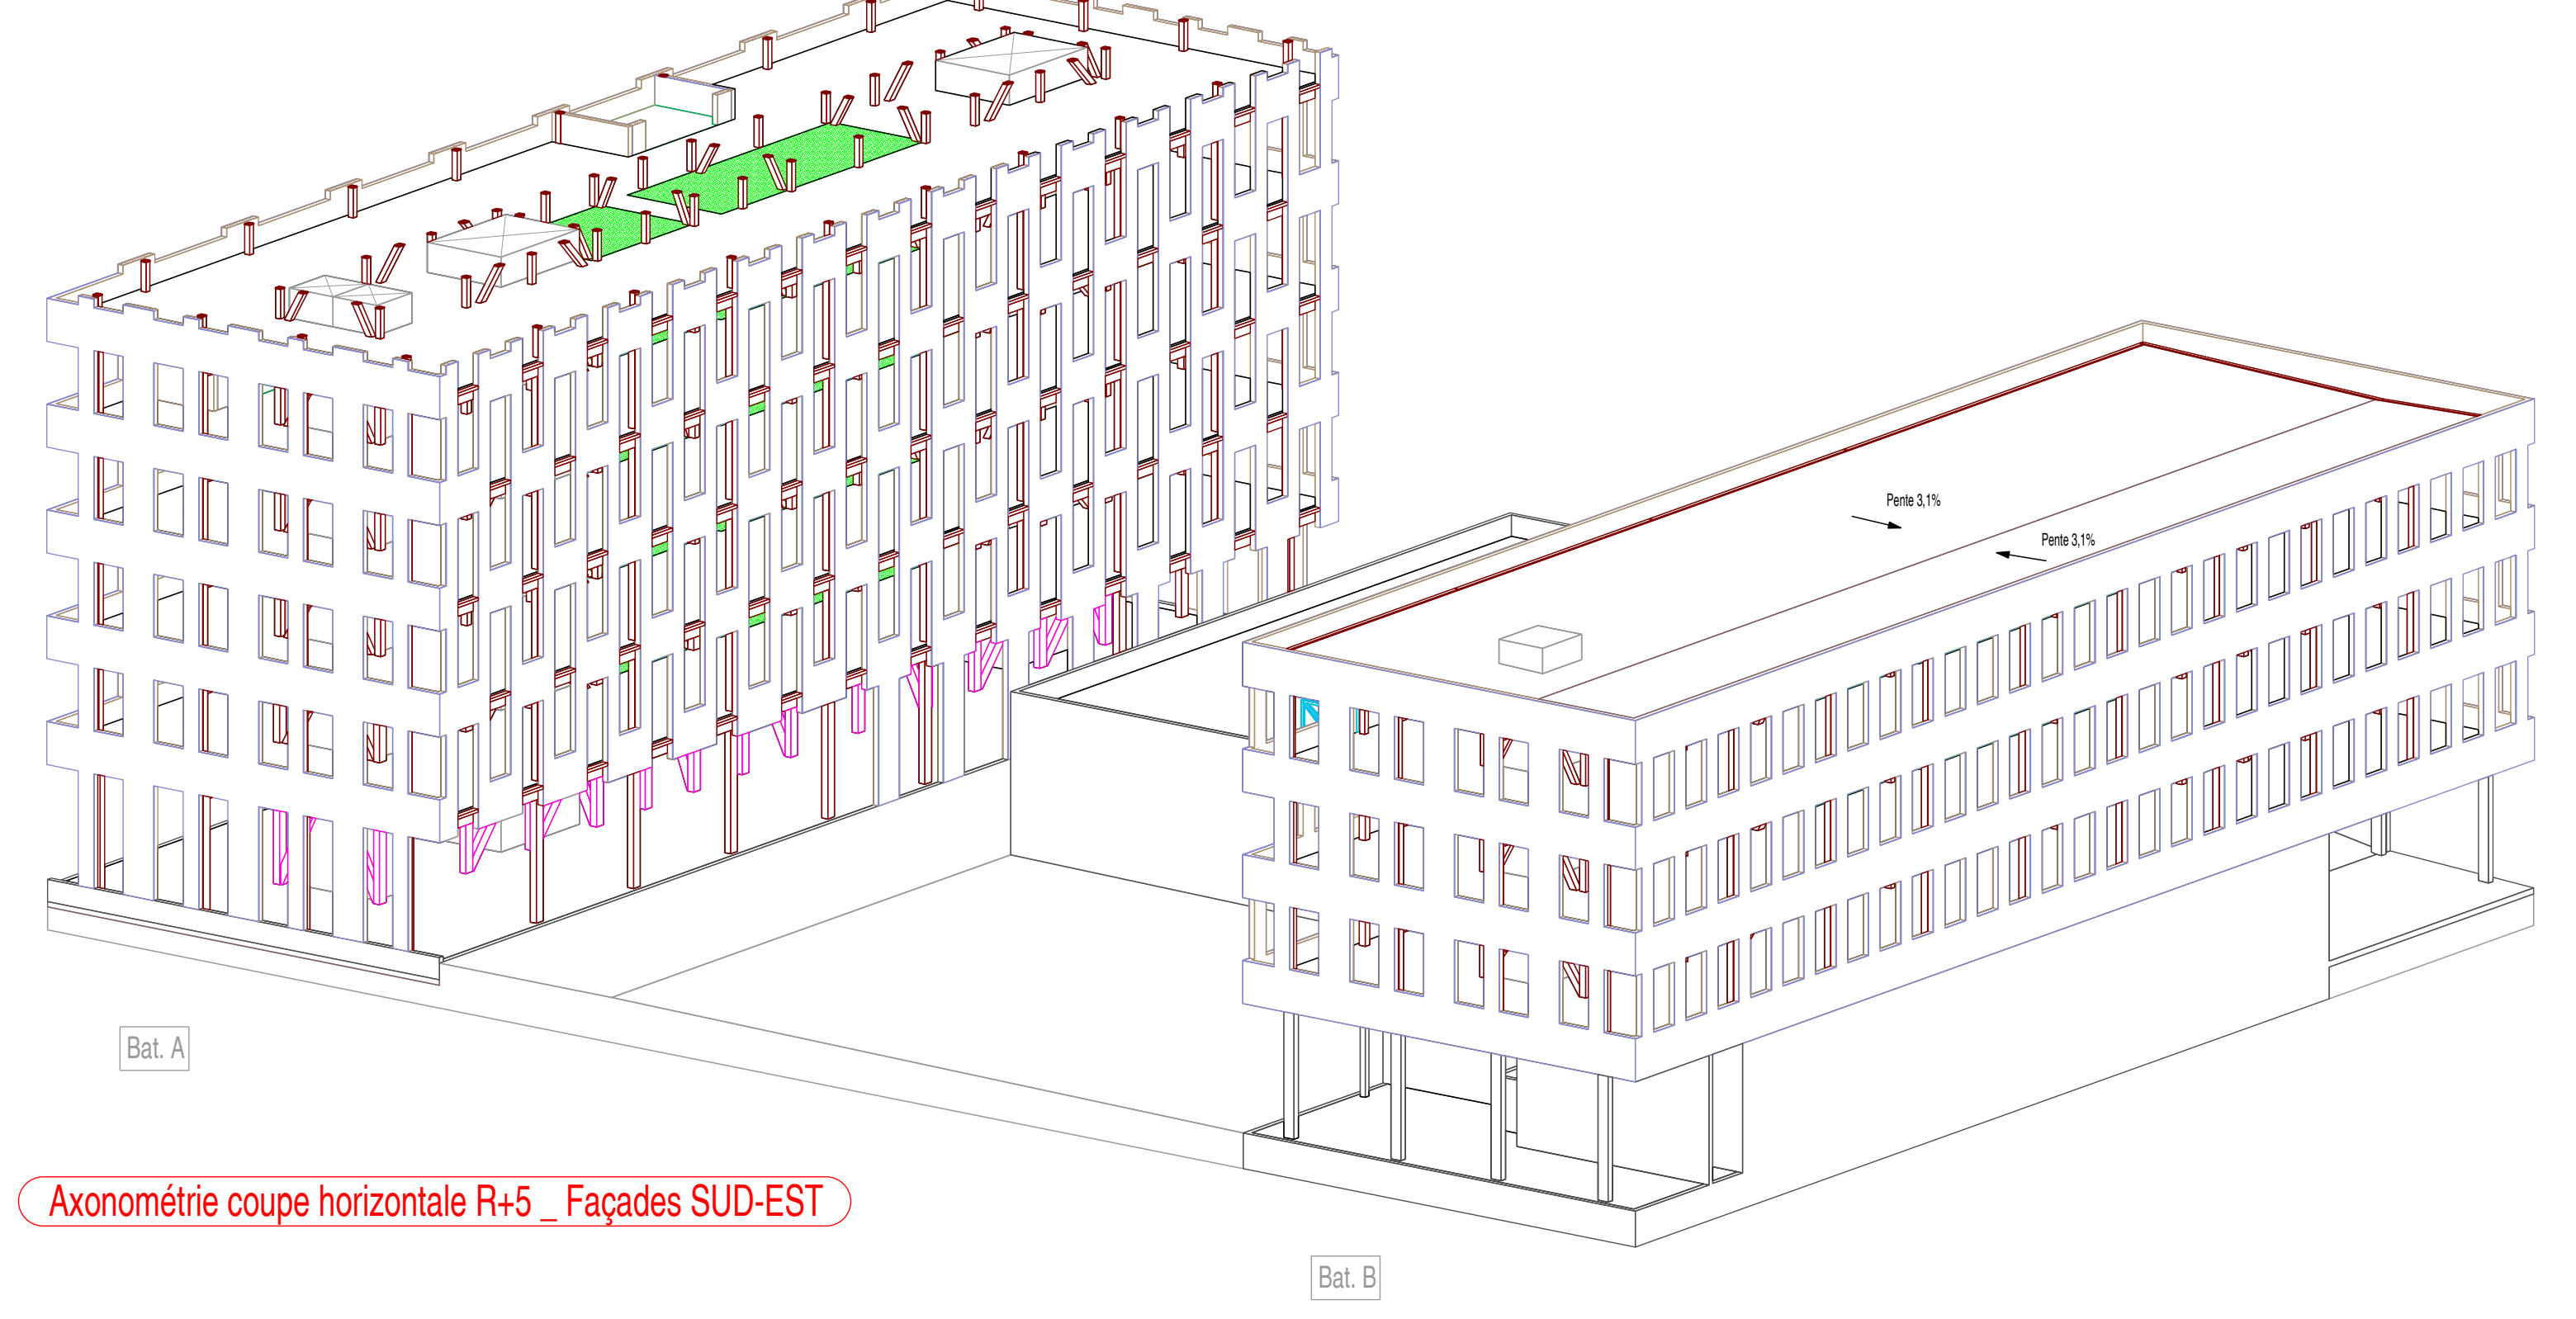 Pente 3,1%
Pente 3,1%
Bat. A
Axonométrie coupe horizontale R+5 _ Façades SUD-EST
Bat. B